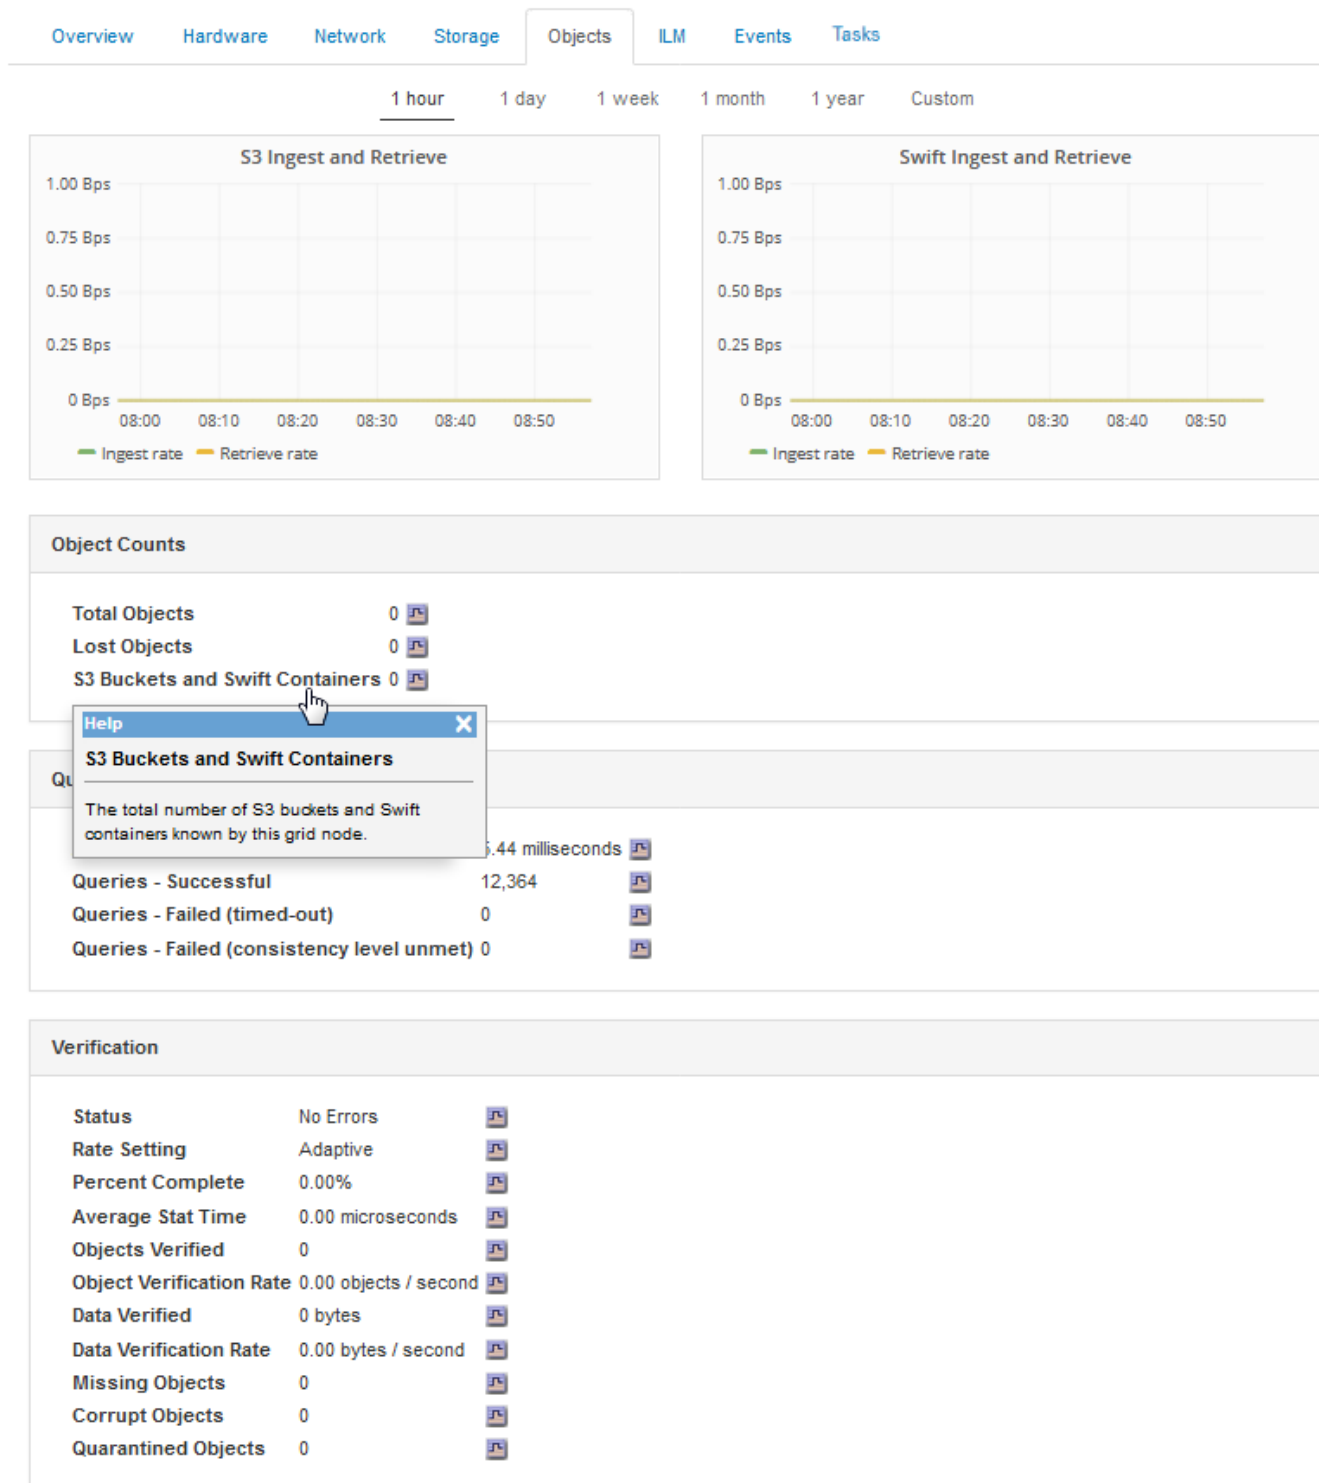 Overview Hardware Network Storage Objects ILM Events Tasks
1 hour 1 day 1 week 1 month 1 year Custom
S3 Ingest and Retrieve
1.00 Bps
0.75 Bps
0.50 Bps
0.25 Bps
0 Bps
08:00 08:10 08:20 08:30 08:40 08:50
Ingest rate Retrieve rate
Swift Ingest and Retrieve
1.00 Bps
0.75 Bps
0.50 Bps
0.25 Bps
0 Bps
08:00 08:10 08:20 08:30 08:40 08:50
Ingest rate Retrieve rate
Object Counts
Total Objects 0
Lost Objects 0
S3 Buckets and Swift Containers 0
Help
S3 Buckets and Swift Containers
The total number of S3 buckets and Swift
containers known by this grid node.
.44 milliseconds
Queries - Successful 12,364
Queries - Failed (timed-out) 0
Queries - Failed (consistency level unmet) 0
Verification
Status No Errors
Rate Setting Adaptive
Percent Complete 0.00%
Average Stat Time 0.00 microseconds
Objects Verified 0
Object Verification Rate 0.00 objects / second
Data Verified 0 bytes
Data Verification Rate 0.00 bytes / second
Missing Objects 0
Corrupt Objects 0
Quarantined Objects 0